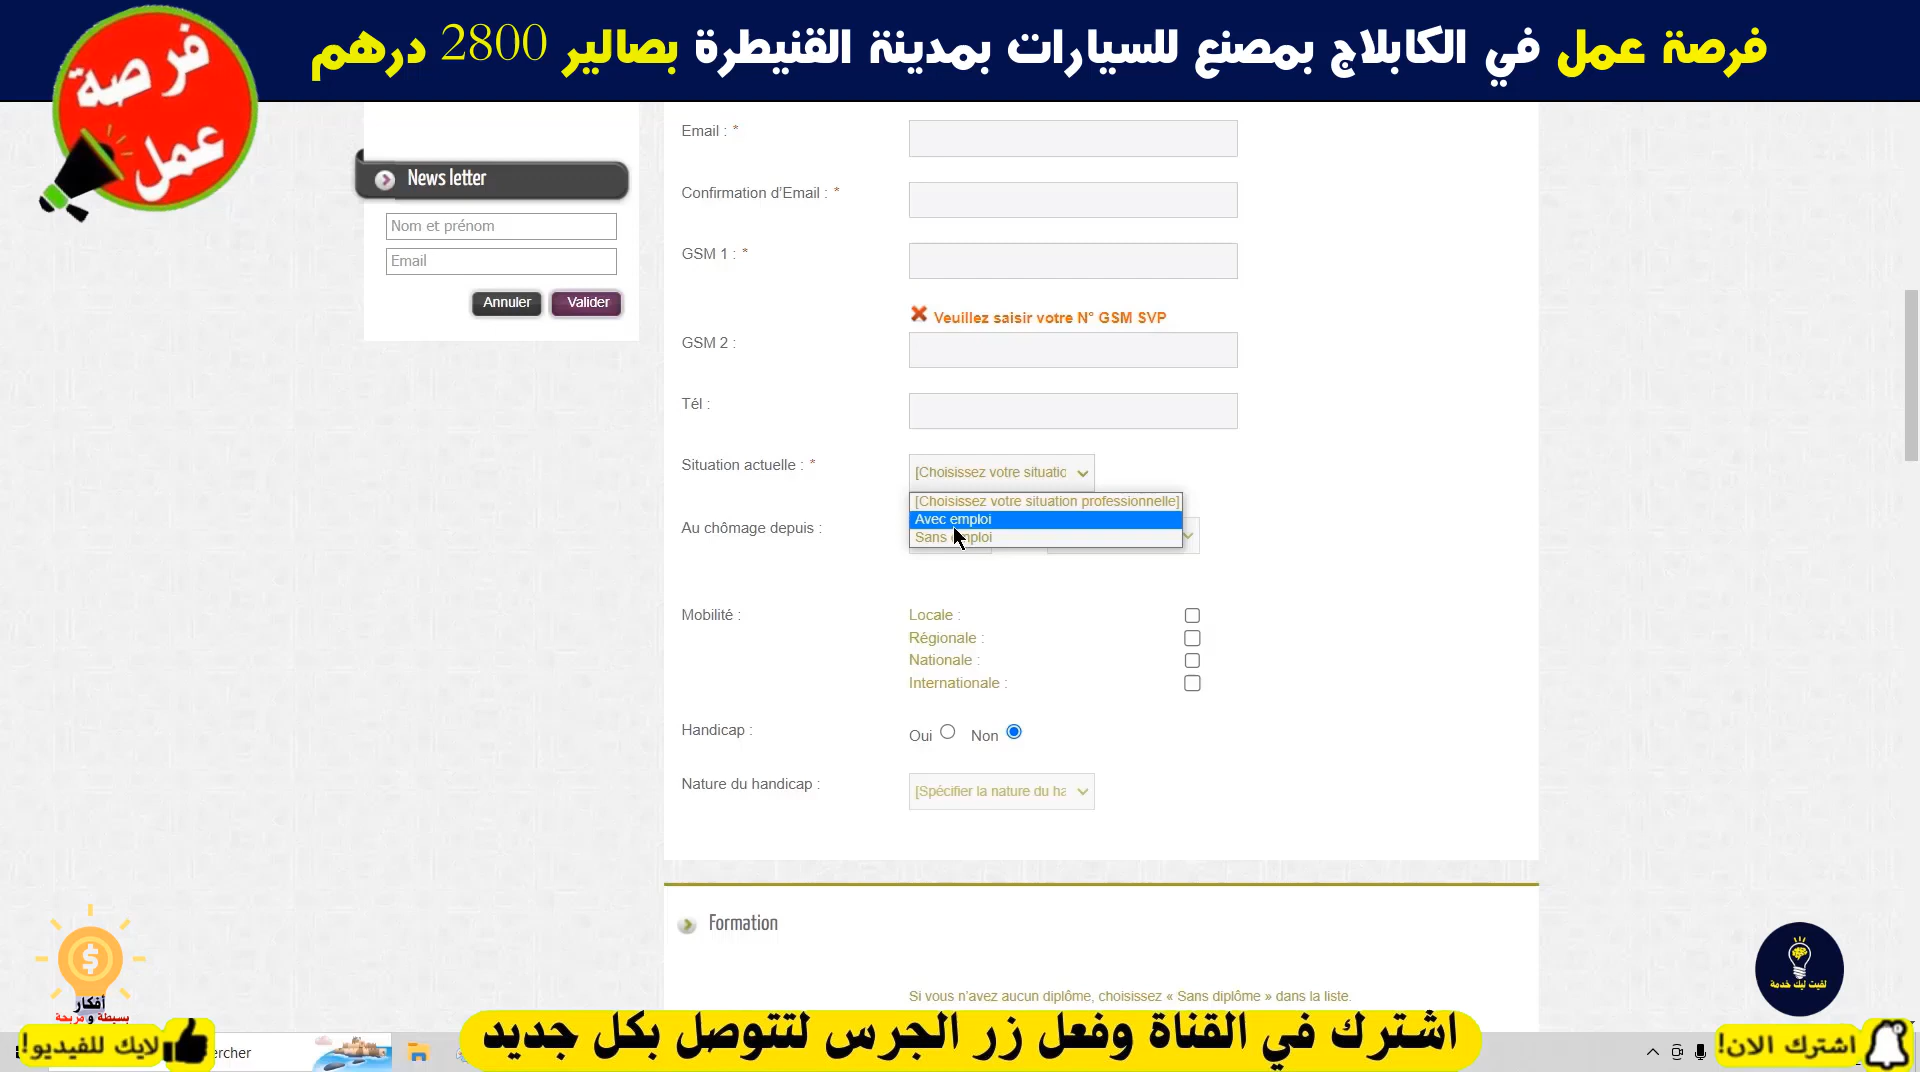 فرصة عمل في الكابلاج بمصنع للسيارات بمدينة القنيطرة بصالير 2800 درهم
فرصة
عمل
News letter
Nom et prénom
Email
Annuler
Valider
Email : *
Confirmation d'Email : *
GSM 1 : *
Veuillez saisir votre N° GSM SVP
GSM 2 :
Tél :
Situation actuelle : *
[Choisissez votre situatio
[Choisissez votre situation professionnelle]
Avec emploi
Sans emploi
Au chômage depuis :
Mobilité :
Locale :
Régionale :
Nationale :
Internationale :
Handicap :
Oui
Non
Nature du handicap :
[Spécifier la nature du ha
Formation
Si vous n'avez aucun diplôme, choisissez « Sans diplôme » dans la liste.
$
أفكار
بسيطة و مربحة
لقيت ليك خدمة
لايك للفيديو!
ercher
اشترك في القناة وفعل زر الجرس لتتوصل بكل جديد
اشترك الان!